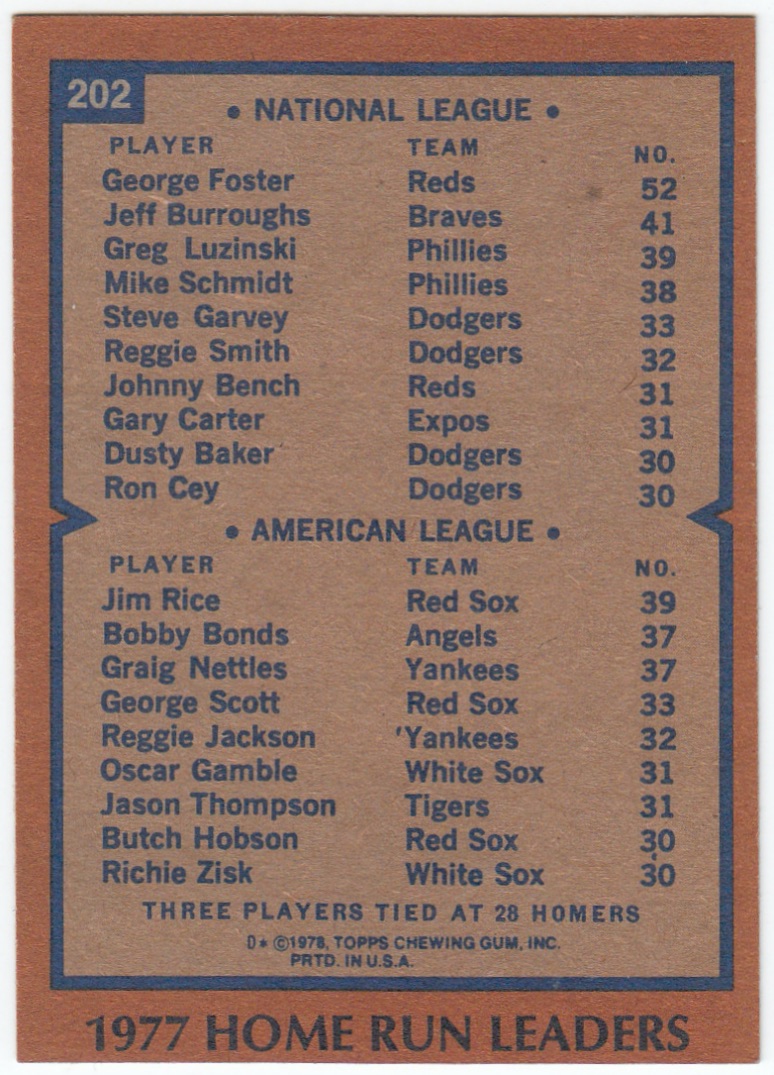 202
• NATIONAL LEAGUE •
PLAYER TEAM NO.
George Foster Reds 52
Jeff Burroughs Braves 41
Greg Luzinski Phillies 39
Mike Schmidt Phillies 38
Steve Garvey Dodgers 33
Reggie Smith Dodgers 32
Johnny Bench Reds 31
Gary Carter Expos 31
Dusty Baker Dodgers 30
Ron Cey Dodgers 30
• AMERICAN LEAGUE •
PLAYER TEAM NO.
Jim Rice Red Sox 39
Bobby Bonds Angels 37
Graig Nettles Yankees 37
George Scott Red Sox 33
Reggie Jackson 'Yankees 32
Oscar Gamble White Sox 31
Jason Thompson Tigers 31
Butch Hobson Red Sox 30
Richie Zisk White Sox 30
THREE PLAYERS TIED AT 28 HOMERS
D* ©1978, TOPPS CHEWING GUM, INC.
PRTD. IN U.S.A.
1977 HOME RUN LEADERS